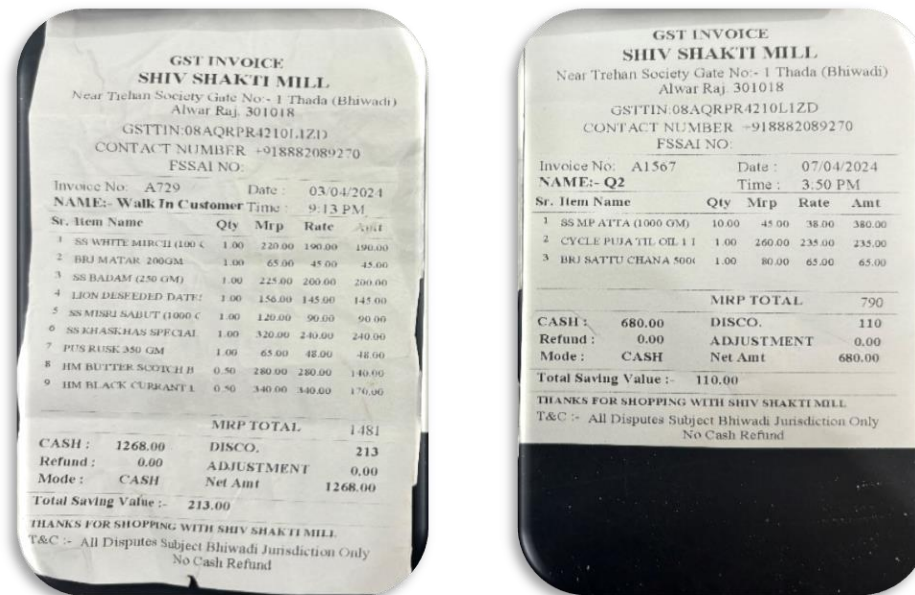 GST INVOICE
SHIV SHAKTI MILL
Near Trehan Society Gate No:- 1 Thada (Bhiwadi)
Alwar Raj. 301018
GSTTIN:08AQRPR4210L1ZD
CONTACT NUMBER +918882089270
FSSAI NO:
Invoice No: A729 Date : 03/04/2024
NAME:- Walk In Customer Time : 9:13 PM
Sr. Item Name Qty Mrp Rate Amt
1 SS WHITE MIRCH (100 G 1.00 220.00 190.00 190.00
2 BRJ MATAR 200GM 1.00 65.00 45.00 45.00
3 SS BADAM (250 GM) 1.00 225.00 200.00 200.00
4 LION DESEEDED DATE: 1.00 156.00 145.00 145.00
5 SS MISRI SABUT (1000 G 1.00 120.00 90.00 90.00
6 SS KHASKHAS SPECIAL 1.00 320.00 240.00 240.00
7 PUS RUSK 350 GM 1.00 65.00 48.00 48.00
8 HM BUTTER SCOTCH B 0.50 280.00 280.00 140.00
9 HM BLACK CURRANT 0.50 340.00 340.00 170.00
MRP TOTAL 1481
CASH : 1268.00 DISCO. 213
Refund : 0.00 ADJUSTMENT 0.00
Mode : CASH Net Amt 1268.00
Total Saving Value :- 213.00
THANKS FOR SHOPPING WITH SHIV SHAKTI MILL
T&C :- All Disputes Subject Bhiwadi Jurisdiction Only
No Cash Refund
GST INVOICE
SHIV SHAKTI MILL
Near Trehan Society Gate No:- 1 Thada (Bhiwadi)
Alwar Raj. 301018
GSTTIN:08AQRPR4210L1ZD
CONTACT NUMBER +918882089270
FSSAI NO:
Invoice No: A1567 Date : 07/04/2024
NAME:- Q2 Time : 3:50 PM
Sr. Item Name Qty Mrp Rate Amt
1 SS MP ATTA (1000 GM) 10.00 45.00 38.00 380.00
2 CYCLE PUJA TIL OIL 1 1.00 260.00 235.00 235.00
3 BRJ SATTU CHANA 500 1.00 80.00 65.00 65.00
MRP TOTAL 790
CASH : 680.00 DISCO. 110
Refund : 0.00 ADJUSTMENT 0.00
Mode : CASH Net Amt 680.00
Total Saving Value :- 110.00
THANKS FOR SHOPPING WITH SHIV SHAKTI MILL
T&C :- All Disputes Subject Bhiwadi Jurisdiction Only
No Cash Refund